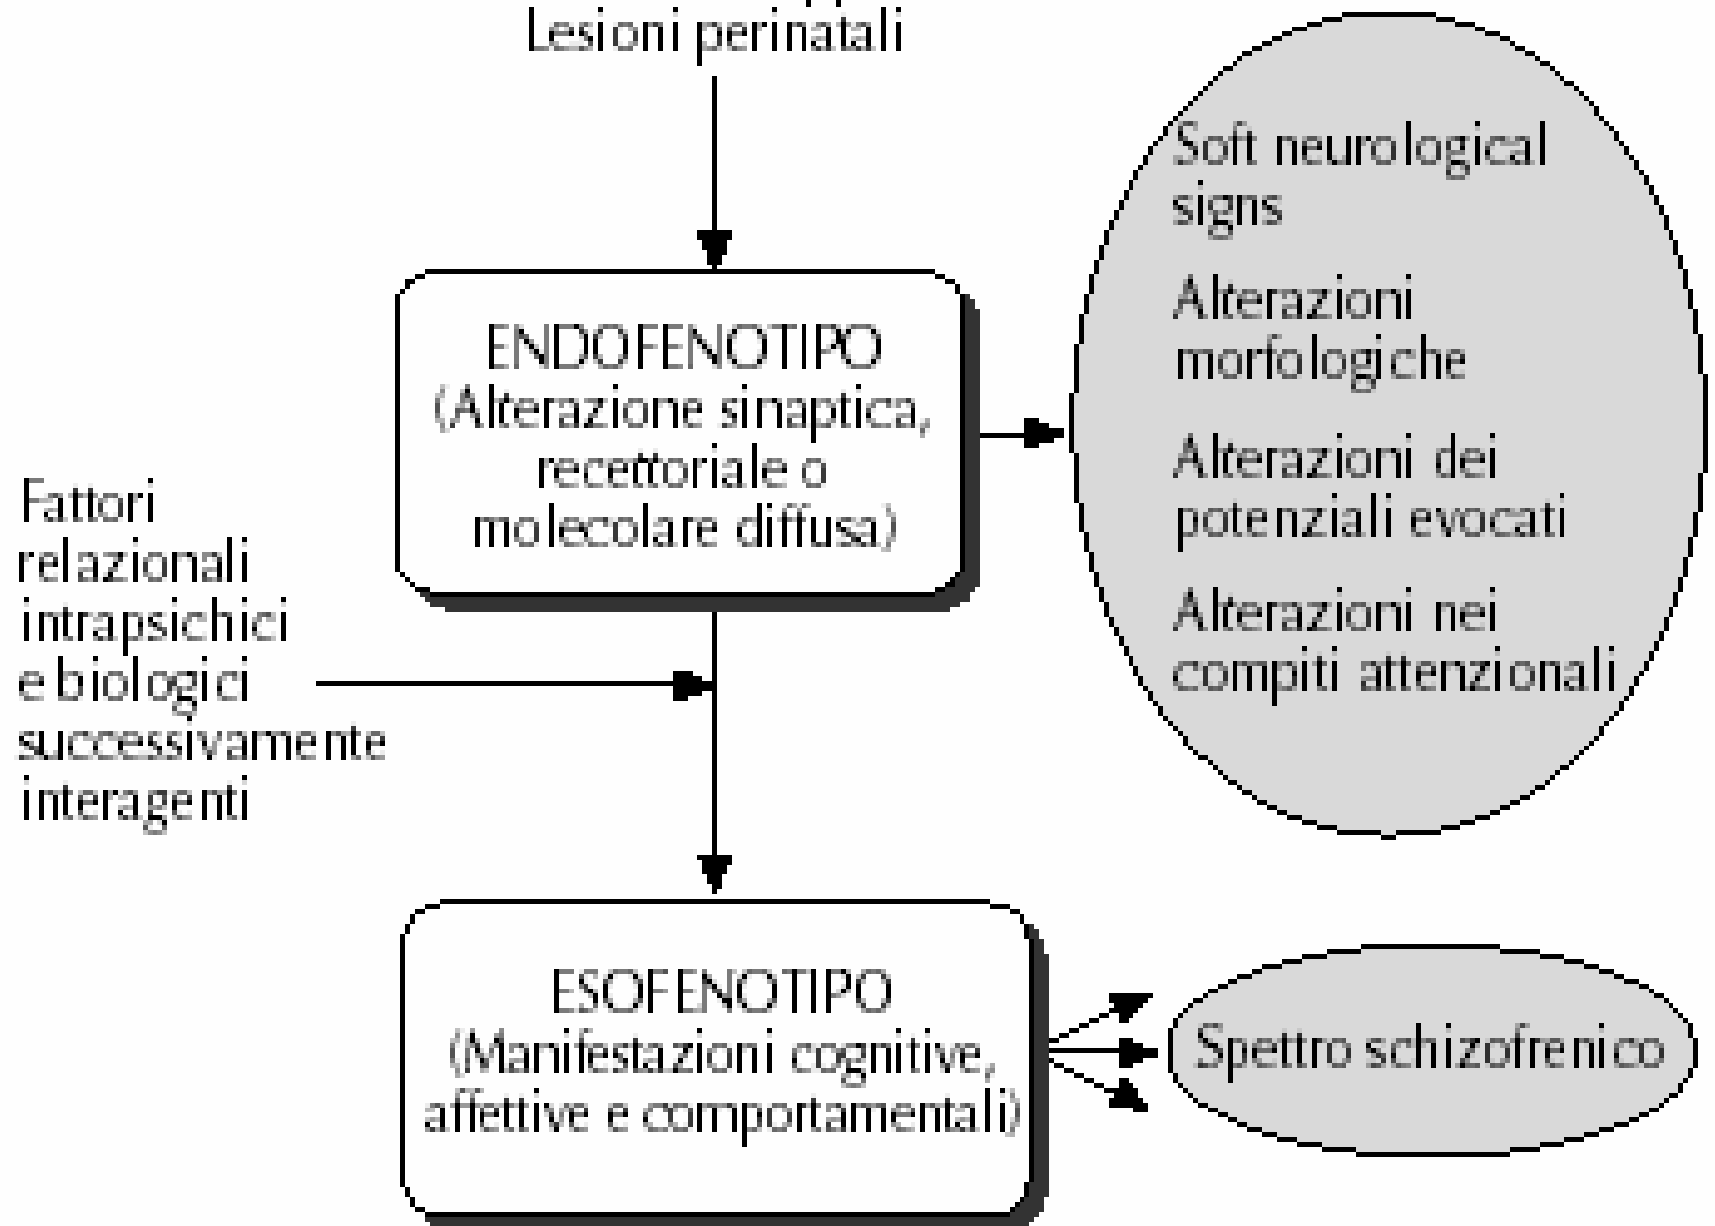 Lesioni perinatali
Soft neurological
signs
Alterazioni
morfologiche
Alterazioni dei
potenziali evocati
Alterazioni nei
compiti attenzionali
ENDOFENOTIPO
(Alterazione sinaptica,
recettoriale o
molecolare diffusa)
Fattori
relazionali
intrapsichici
e biologici
successivamente
interagenti
ESOFENOTIPO
(Manifestazioni cognitive,
affettive e comportamentali)
Spettro schizofrenico